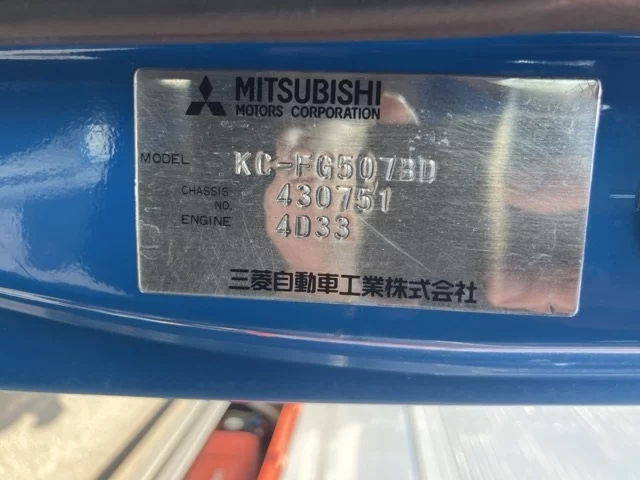 MITSUBISHI
MOTORS CORPORATION
MODEL KC-FG507BD
CHASSIS NO. 430751
ENGINE 4D33
三菱自動車工業株式会社